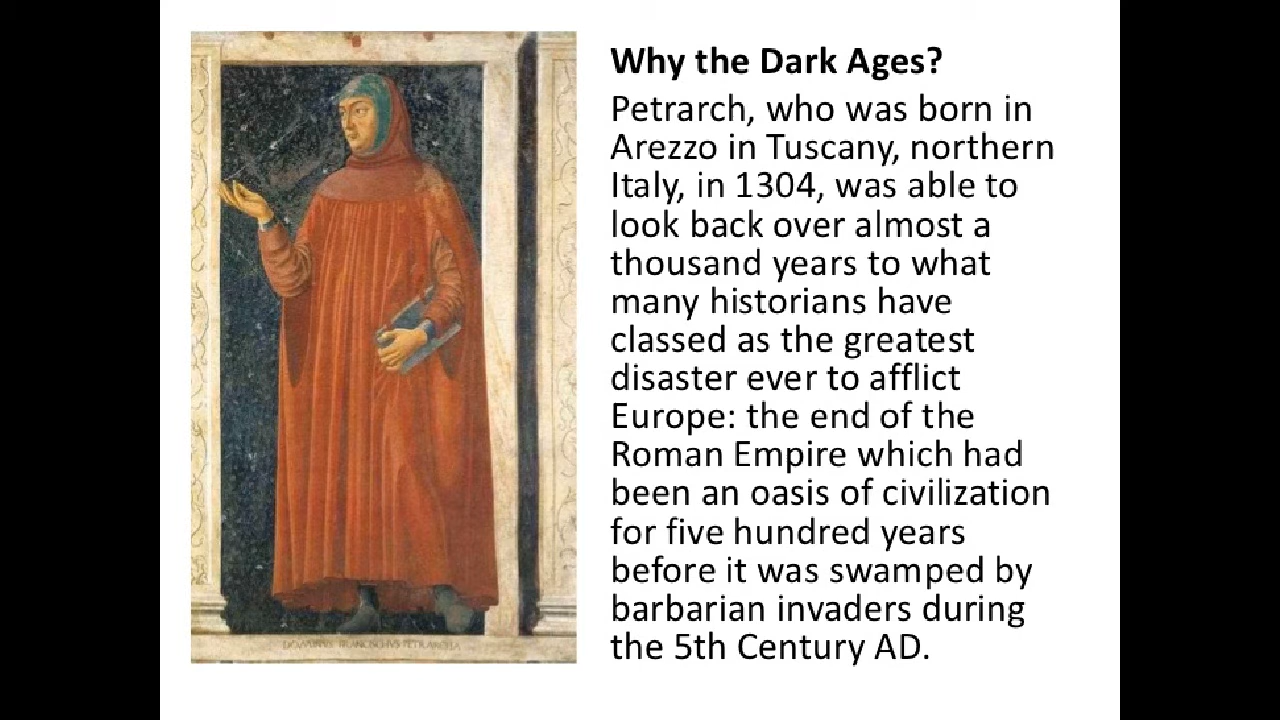 Why the Dark Ages?
Petrarch, who was born in
Arezzo in Tuscany, northern
Italy, in 1304, was able to
look back over almost a
thousand years to what
many historians have
classed as the greatest
disaster ever to afflict
Europe: the end of the
Roman Empire which had
been an oasis of civilization
for five hundred years
before it was swamped by
barbarian invaders during
the 5th Century AD.